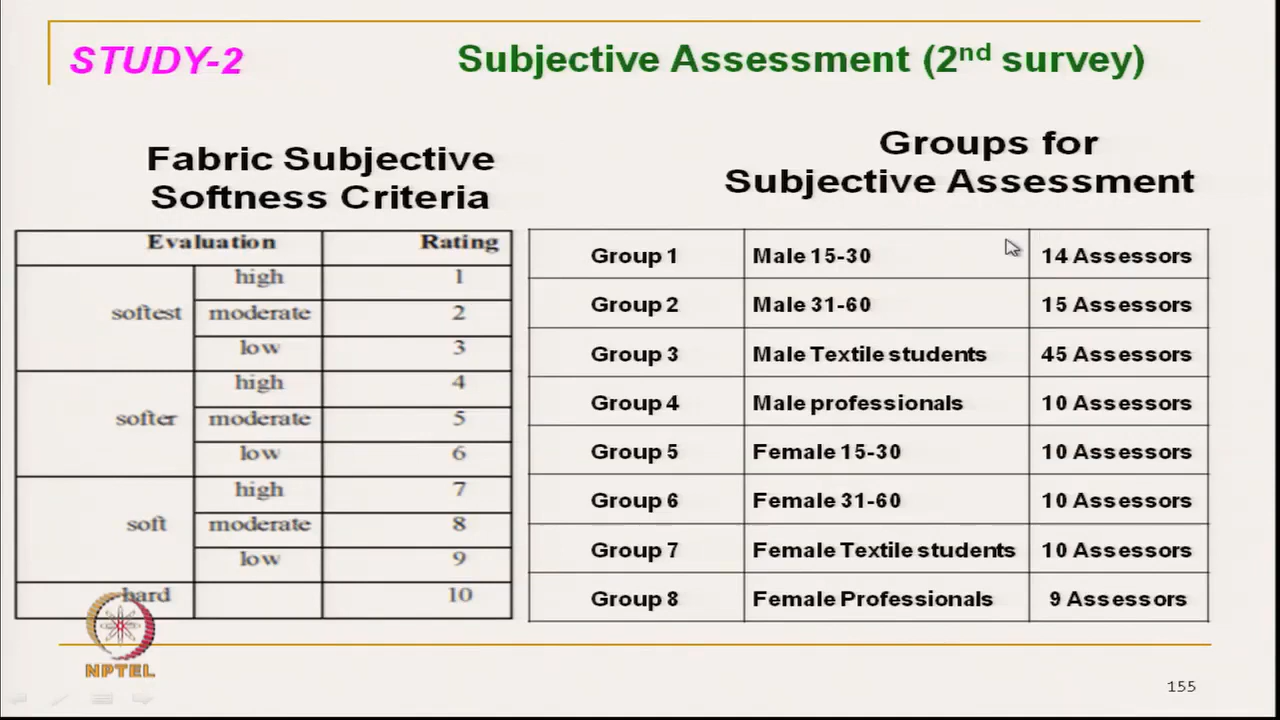 STUDY-2 Subjective Assessment (2nd survey)
Fabric Subjective
Softness Criteria
Evaluation Rating
softest high 1
moderate 2
low 3
softer high 4
moderate 5
low 6
soft high 7
moderate 8
low 9
hard 10
Groups for
Subjective Assessment
Group 1 Male 15-30 14 Assessors
Group 2 Male 31-60 15 Assessors
Group 3 Male Textile students 45 Assessors
Group 4 Male professionals 10 Assessors
Group 5 Female 15-30 10 Assessors
Group 6 Female 31-60 10 Assessors
Group 7 Female Textile students 10 Assessors
Group 8 Female Professionals 9 Assessors
NPTEL
155